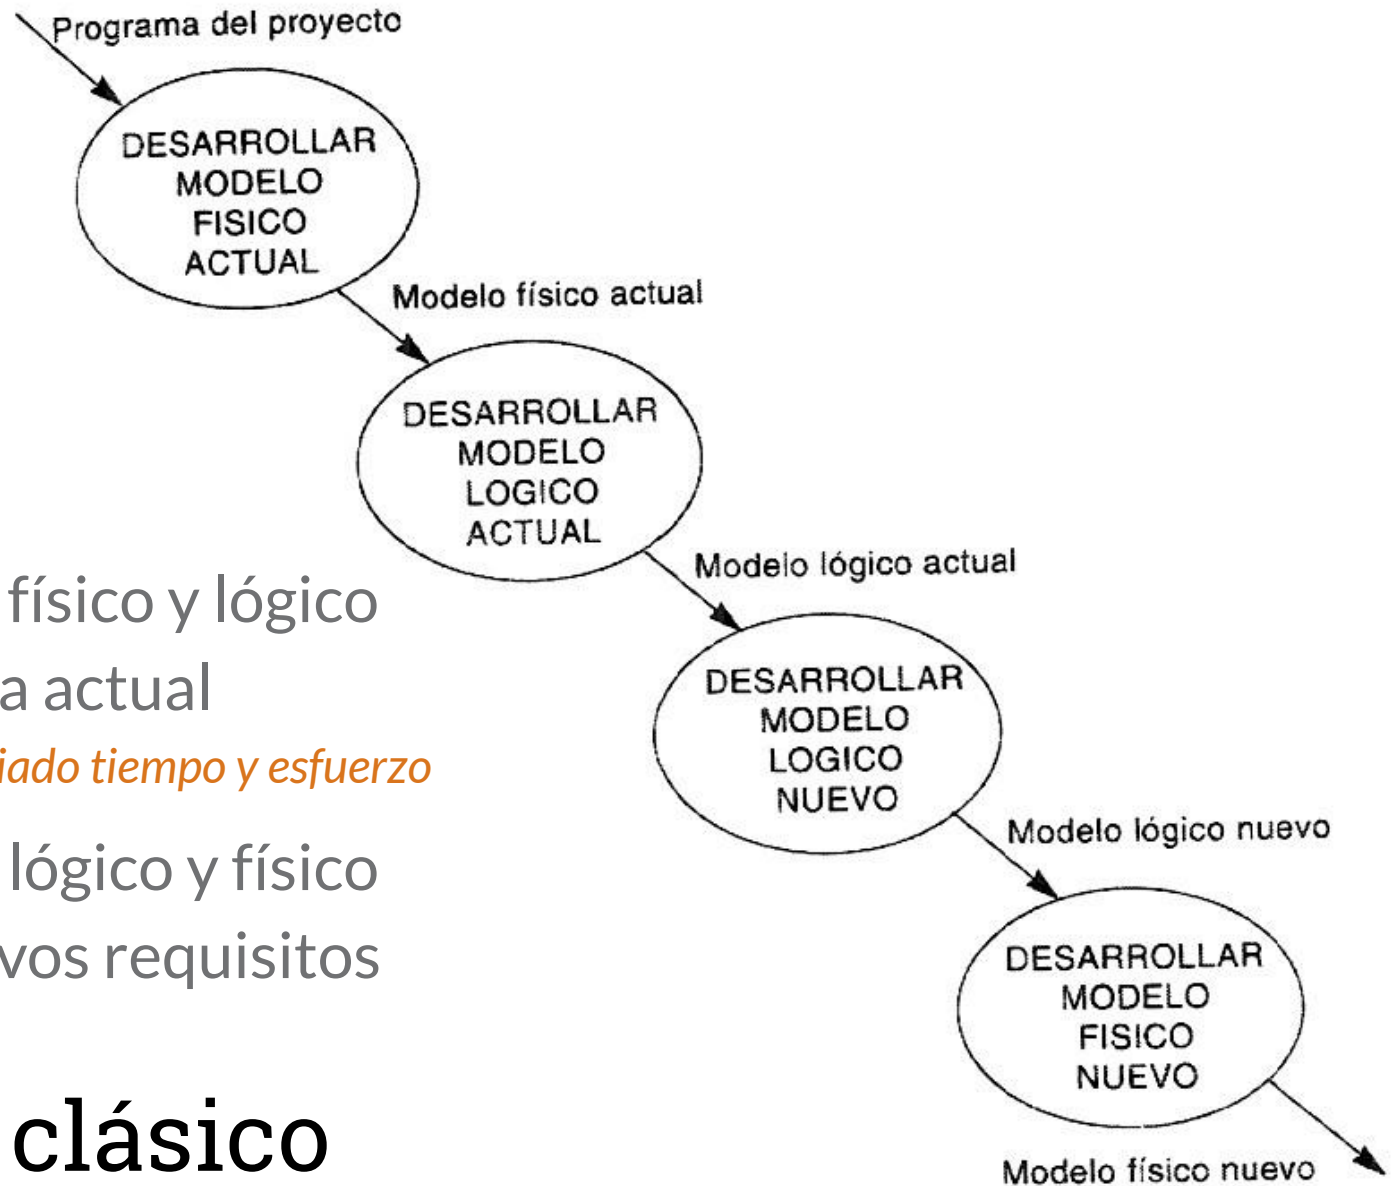 Programa del proyecto
DESARROLLAR
MODELO
FISICO
ACTUAL
Modelo físico actual
DESARROLLAR
MODELO
LOGICO
ACTUAL
Modelo lógico actual
físico y lógico
a actual
iado tiempo y esfuerzo
DESARROLLAR
MODELO
LOGICO
NUEVO
Modelo lógico nuevo
lógico y físico
vos requisitos
DESARROLLAR
MODELO
FISICO
NUEVO
Modelo físico nuevo
clásico